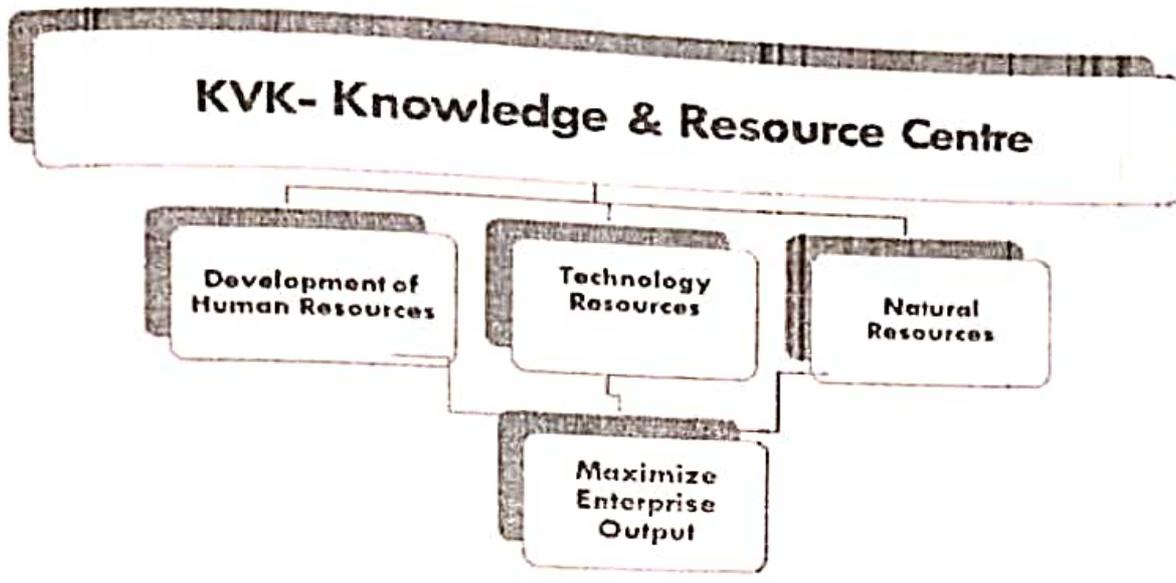 KVK- Knowledge & Resource Centre
Development of
Human Resources
Technology
Resources
Natural
Resources
Maximize
Enterprise
Output